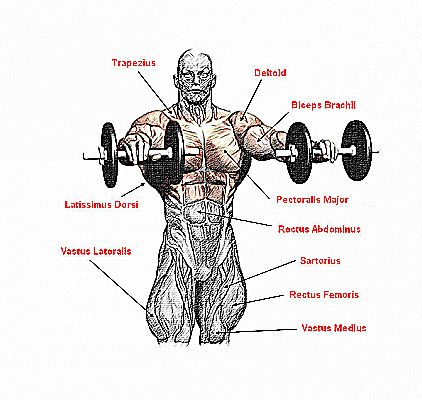 Trapezius
Deltoid
Biceps Brachii
Latissimus Dorsi
Pectoralis Major
Rectus Abdominus
Vastus Lateralis
Sartorius
Rectus Femoris
Vastus Medius